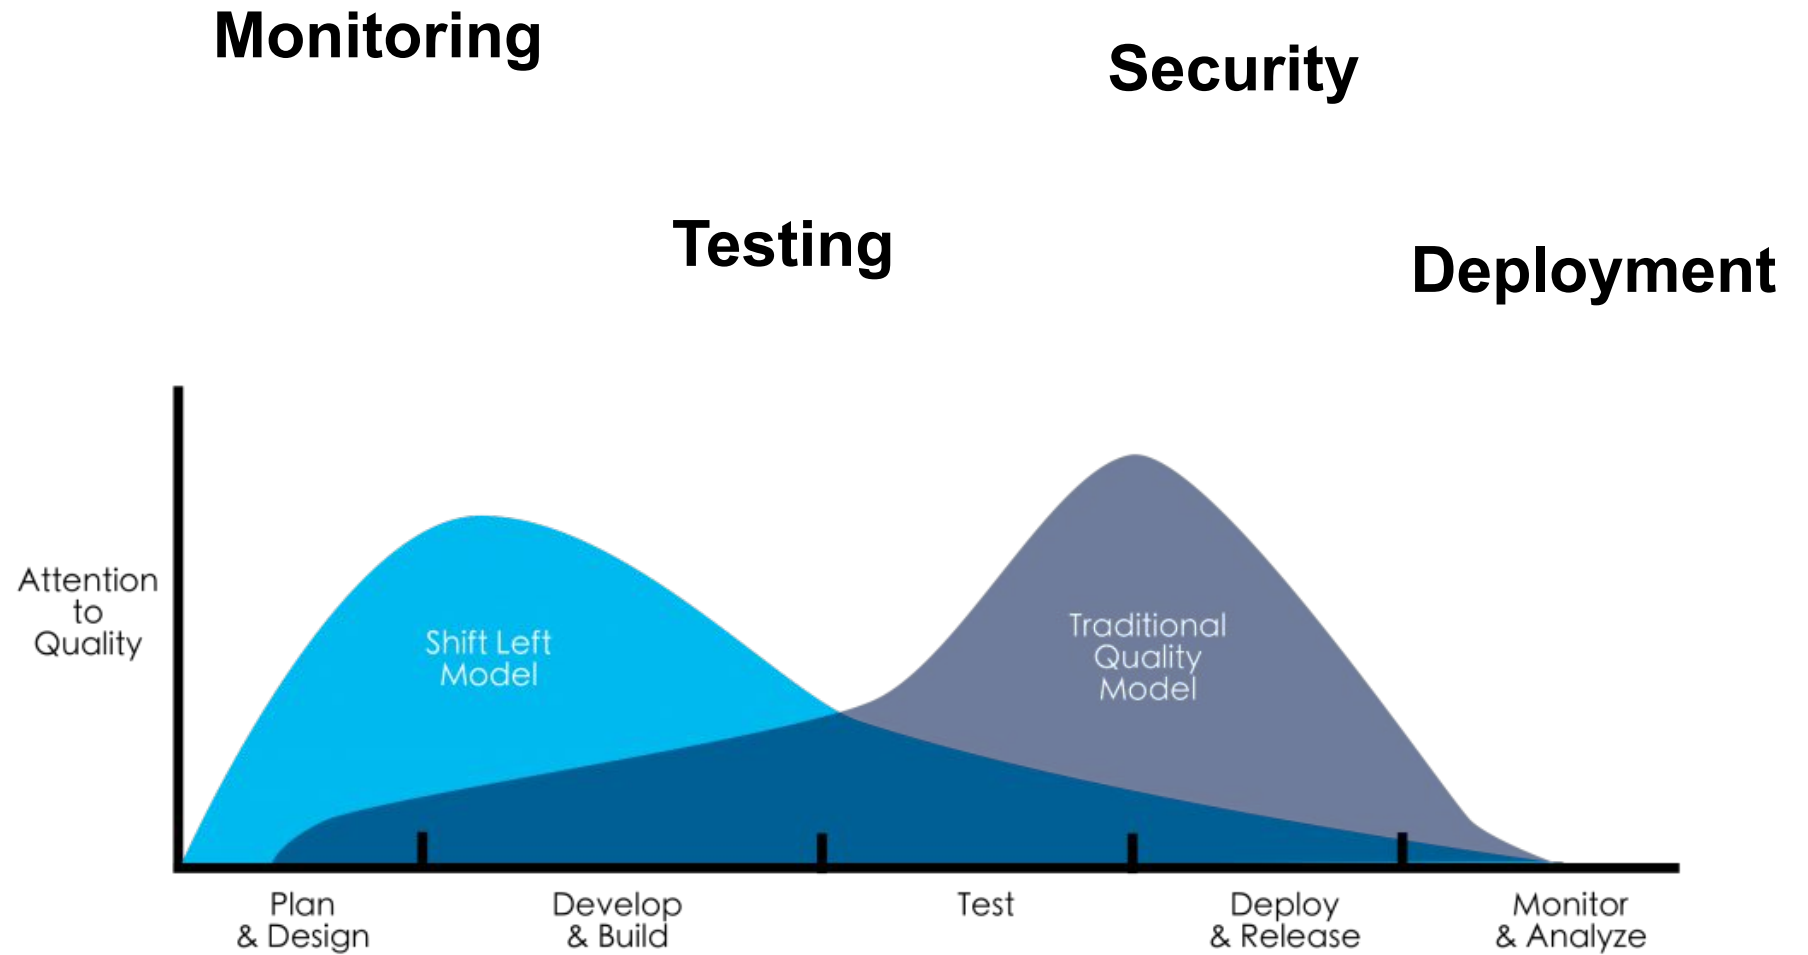 Monitoring
Security
Testing
Deployment
Attention
to
Quality
Shift Left
Model
Traditional
Quality
Model
Plan
& Design
Develop
& Build
Test
Deploy
& Release
Monitor
& Analyze